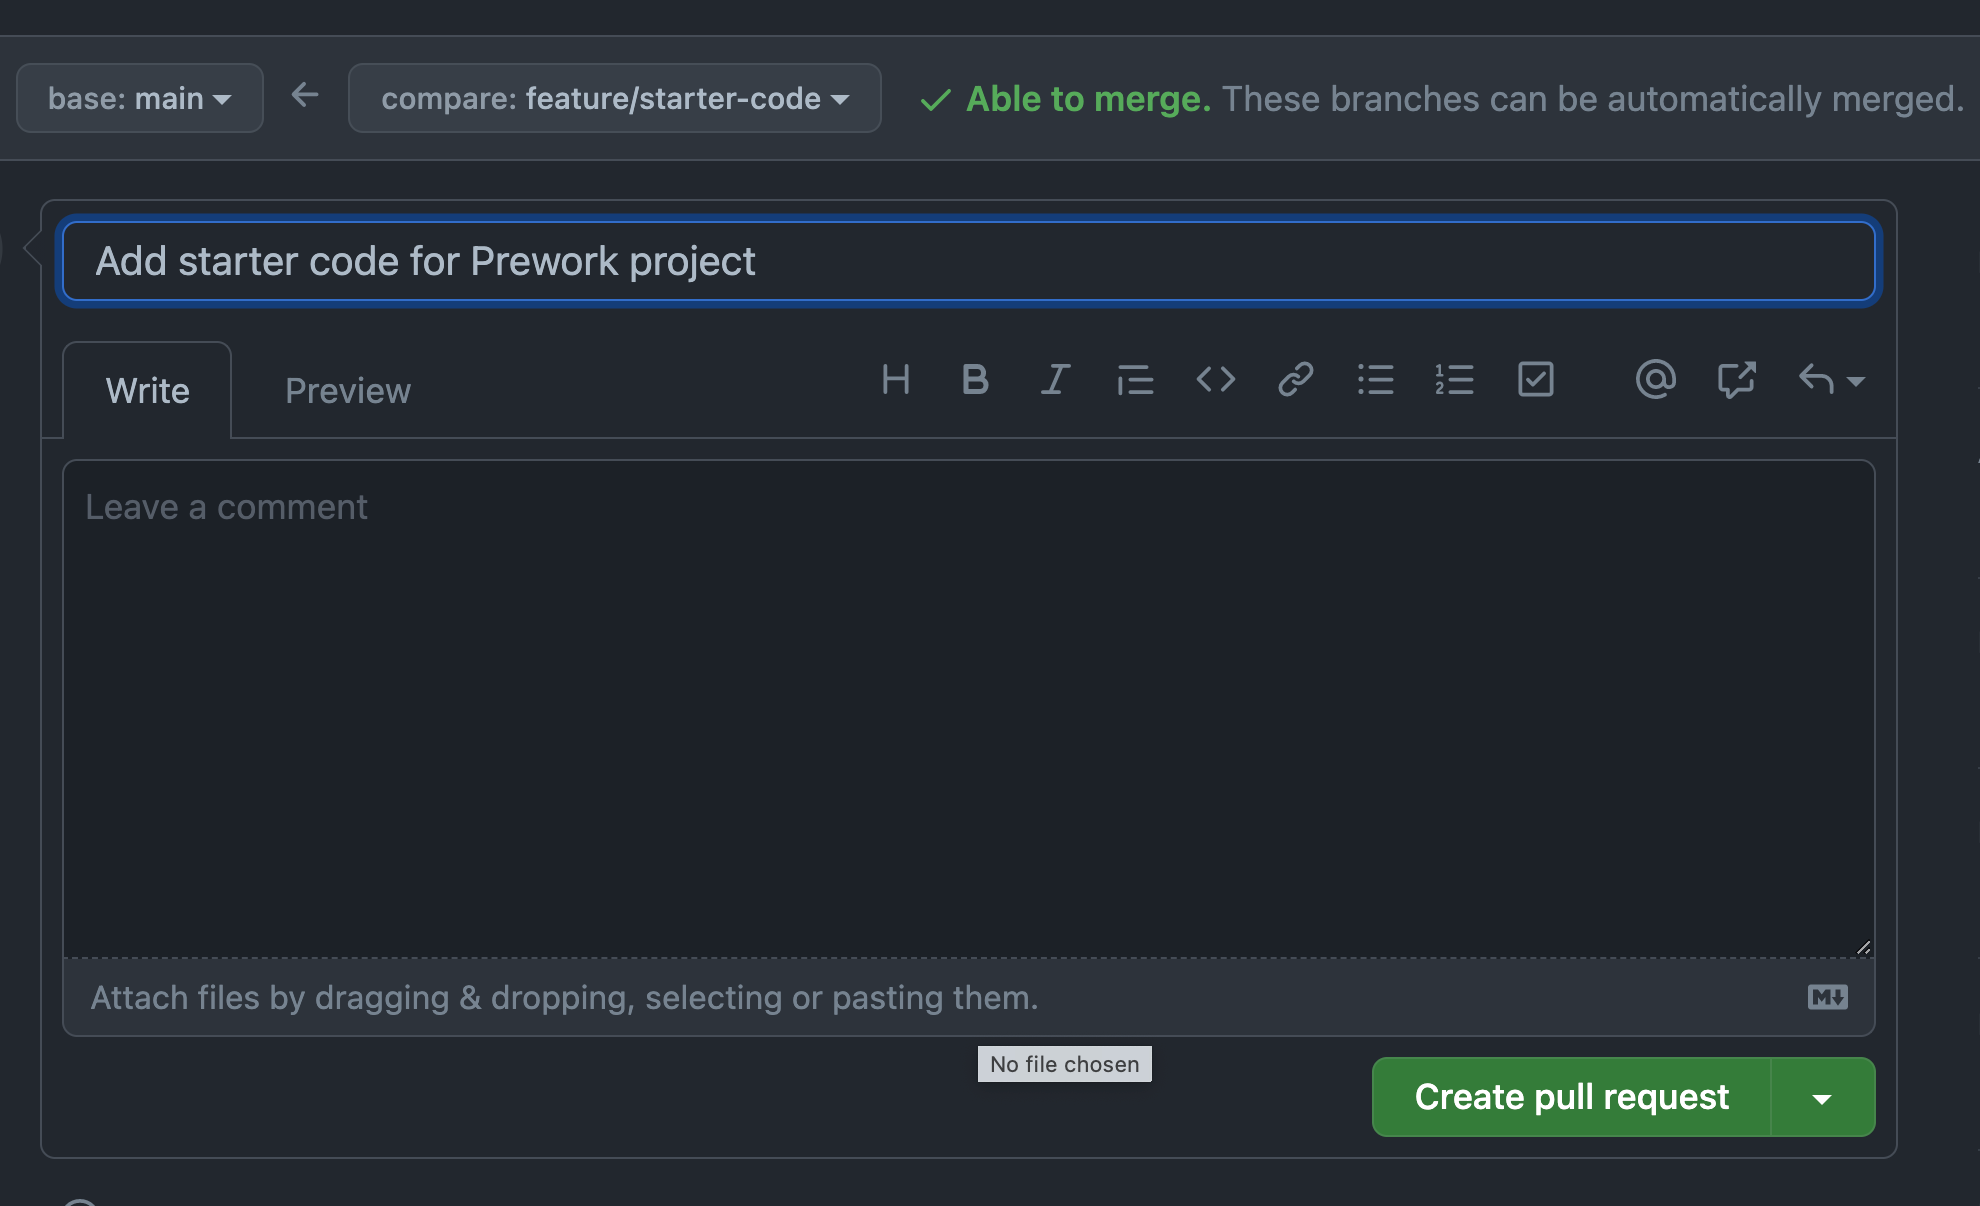 base: main
compare: feature/starter-code
Able to merge. These branches can be automatically merged.
Add starter code for Prework project
Write
Preview
Leave a comment
Attach files by dragging & dropping, selecting or pasting them.
No file chosen
Create pull request